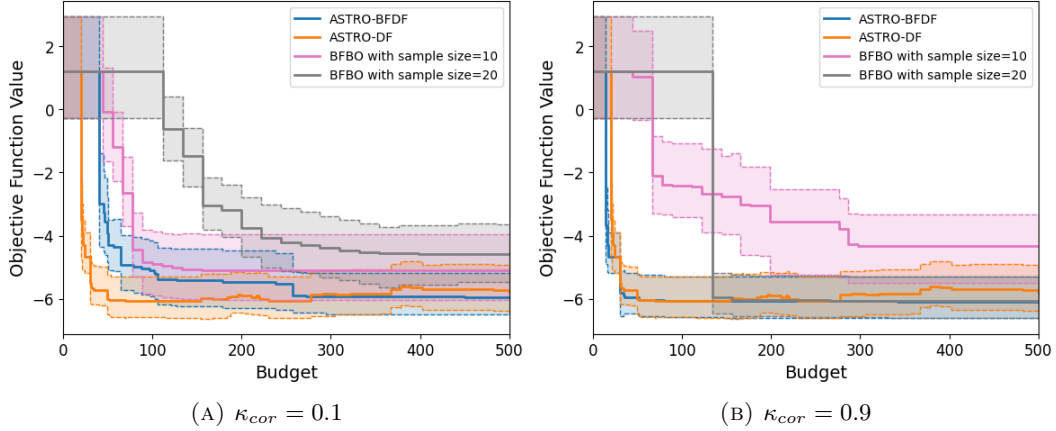 ASTRO-BFDF
ASTRO-DF
BFBO with sample size=10
BFBO with sample size=20
Objective Function Value
2
0
−2
−4
−6
0 100 200 300 400 500
Budget
(A) κcor = 0.1
ASTRO-BFDF
ASTRO-DF
BFBO with sample size=10
BFBO with sample size=20
Objective Function Value
2
0
−2
−4
−6
0 100 200 300 400 500
Budget
(B) κcor = 0.9